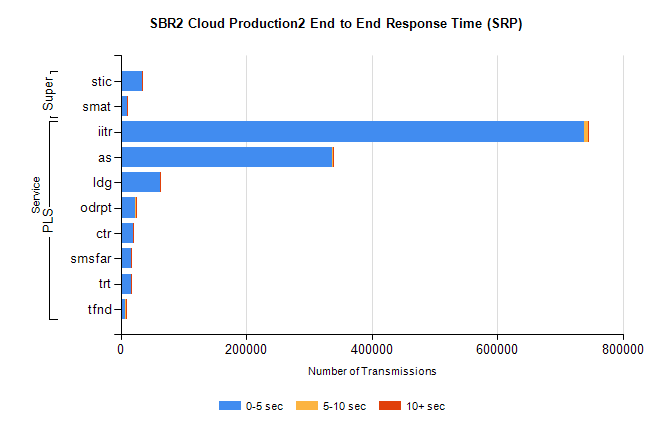 SBR2 Cloud Production2 End to End Response Time (SRP)
Super
stic
smat
Service
PLS
iitr
as
ldg
odrpt
ctr
smsfar
trt
tfnd
0 200000 400000 600000 800000
Number of Transmissions
0-5 sec 5-10 sec 10+ sec